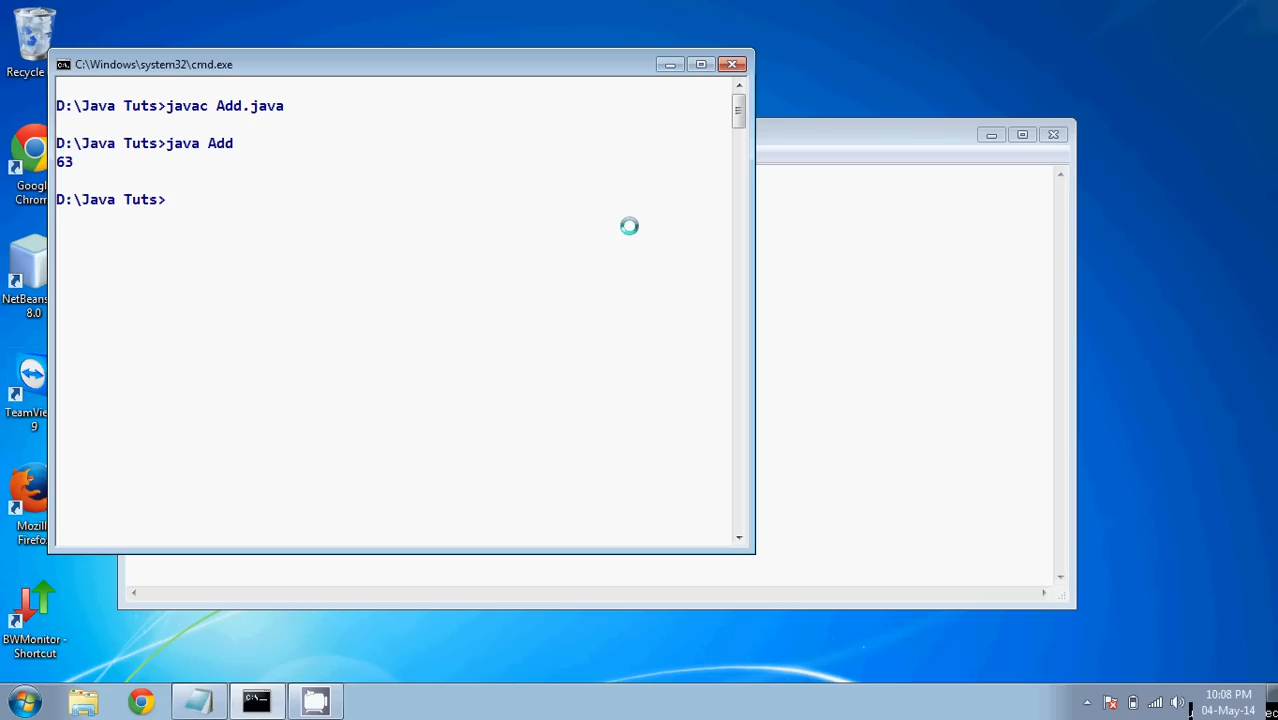 Recycle
C:\Windows\system32\cmd.exe
D:\Java Tuts>javac Add.java
D:\Java Tuts>java Add
63
D:\Java Tuts>
Goog
Chrom
NetBeans
8.0
TeamVie
9
Mozill
Firefo
BWMonitor -
Shortcut
C:\
10:08 PM
04-May-14